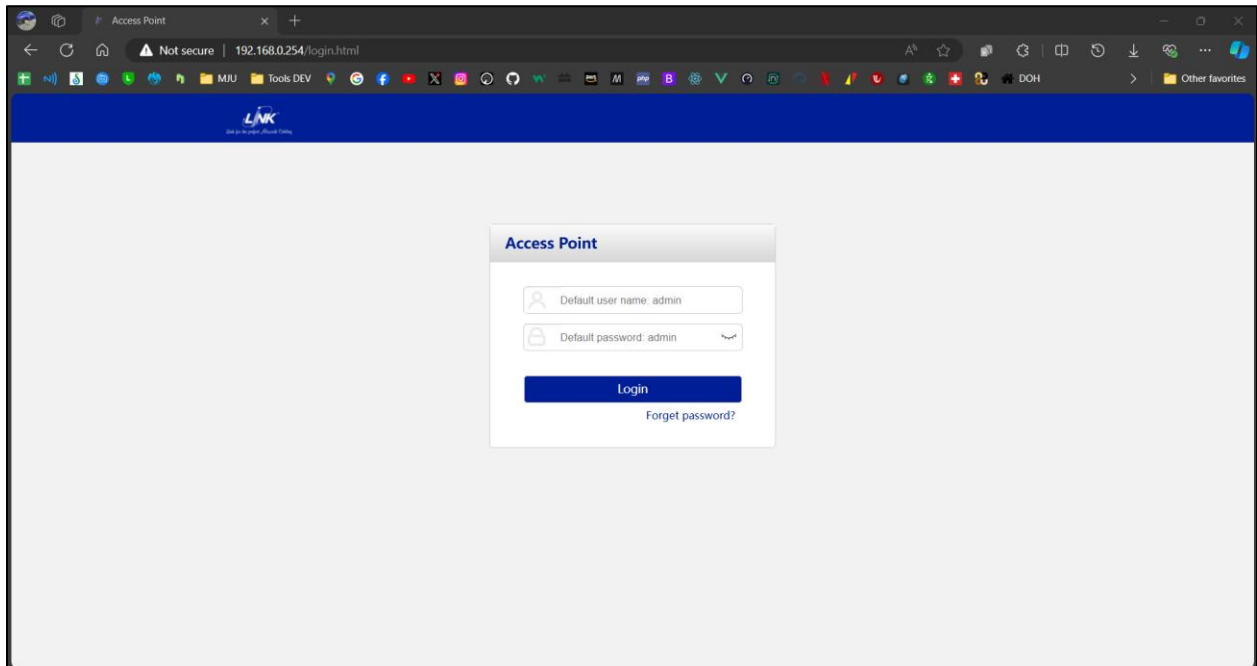 Access Point
Not secure | 192.168.0.254/login.html
MJU Tools DEV DOH Other favorites
LINK
Access Point
Default user name: admin
Default password: admin
Login
Forget password?